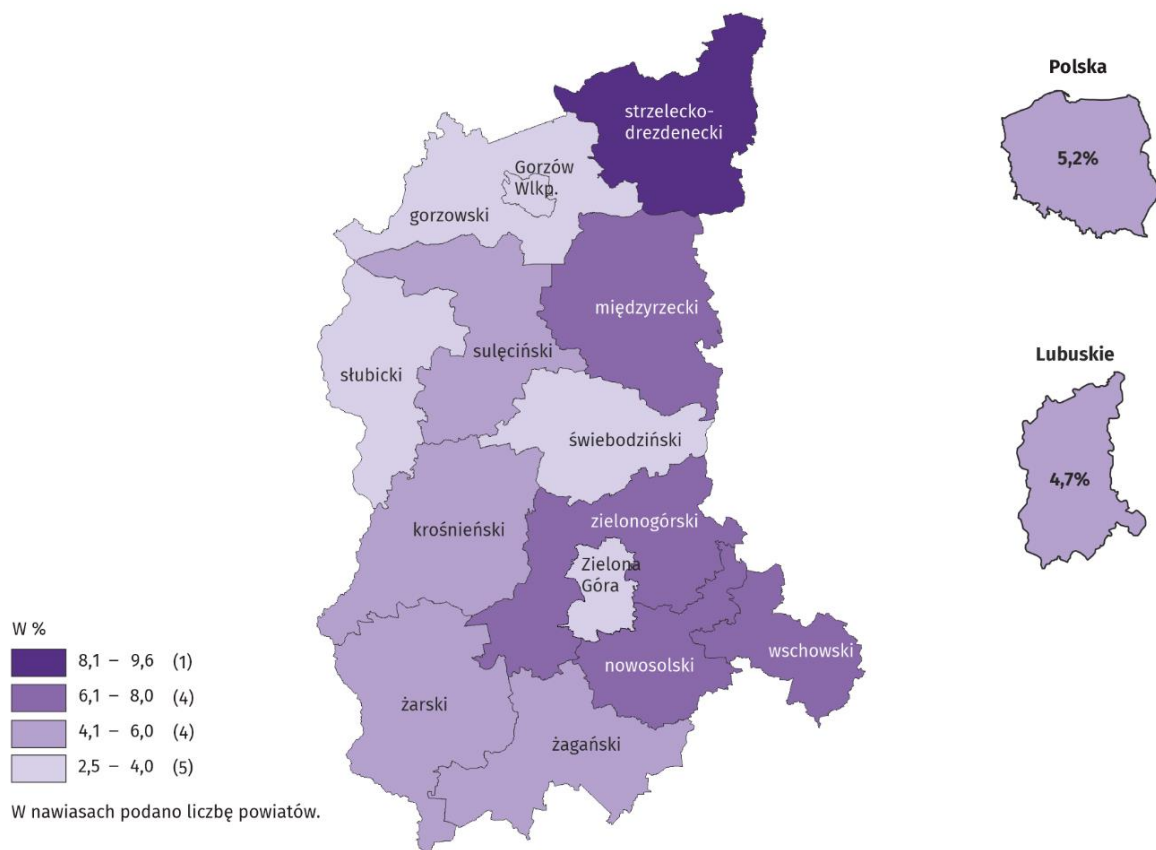 strzelecko-
drezdenecki
Polska
5,2%
Gorzów
Wlkp.
gorzowski
międzyrzecki
sulęciński
słubicki
Lubuskie
4,7%
świebodziński
krośnieński
zielonogórski
Zielona
Góra
nowosolski
wschowski
żarski
żagański
W %
8,1 – 9,6 (1)
6,1 – 8,0 (4)
4,1 – 6,0 (4)
2,5 – 4,0 (5)
W nawiasach podano liczbę powiatów.